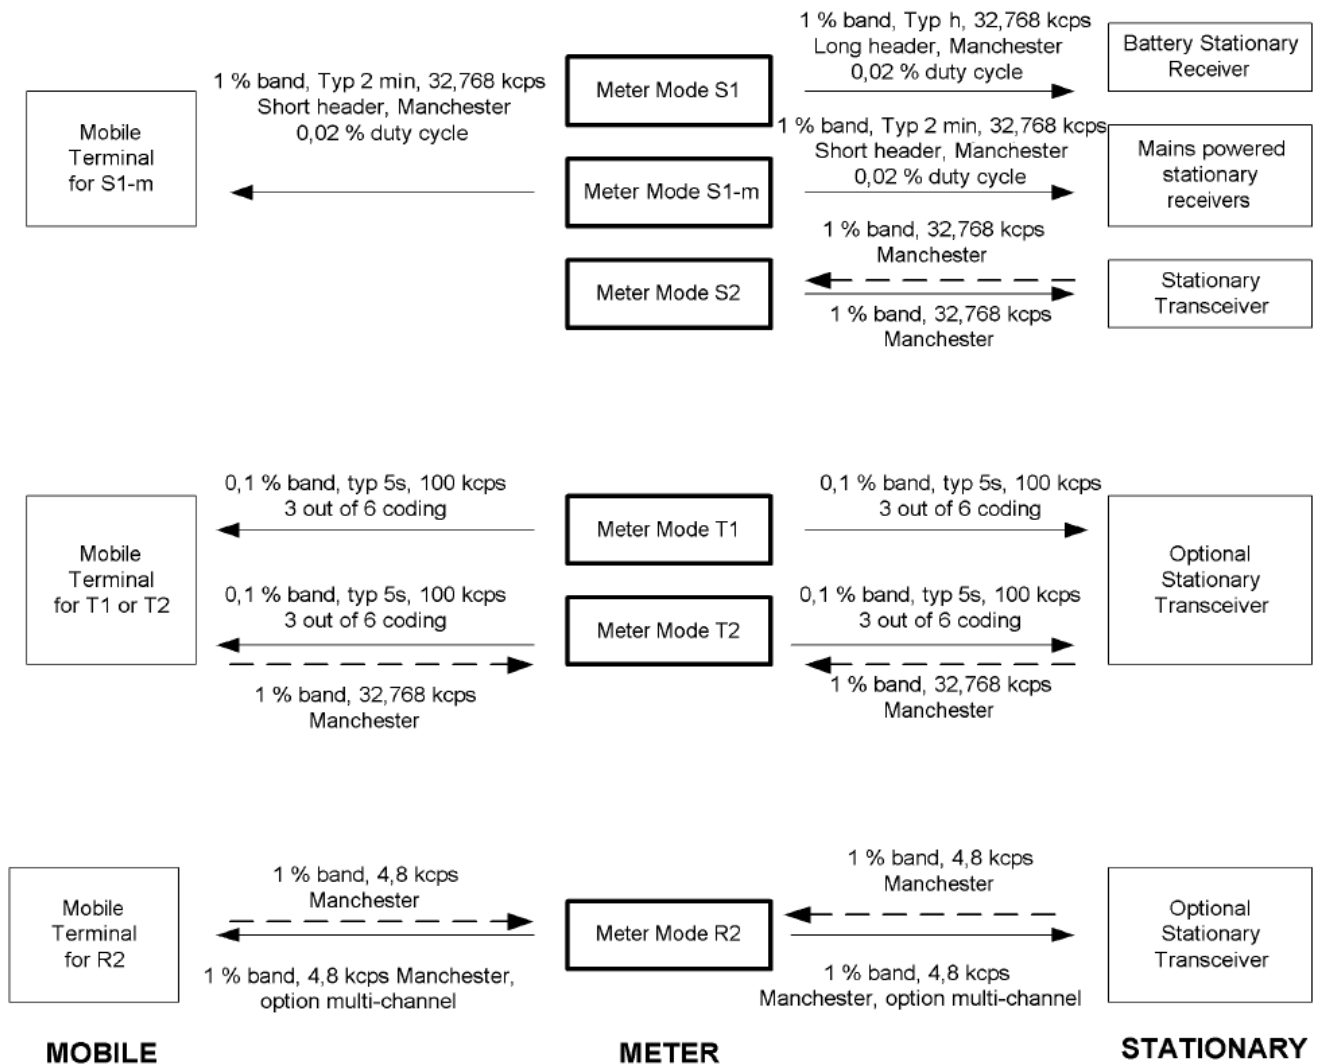 1 % band, Typ h, 32,768 kcps
Long header, Manchester
0,02 % duty cycle
Battery Stationary
Receiver
Meter Mode S1
1 % band, Typ 2 min, 32,768 kcps
Short header, Manchester
0,02 % duty cycle
Mobile
Terminal
for S1-m
Meter Mode S1-m
1 % band, Typ 2 min, 32,768 kcps
Short header, Manchester
0,02 % duty cycle
Mains powered
stationary
receivers
Meter Mode S2
1 % band, 32,768 kcps
Manchester
1 % band, 32,768 kcps
Manchester
Stationary
Transceiver
0,1 % band, typ 5s, 100 kcps
3 out of 6 coding
Meter Mode T1
0,1 % band, typ 5s, 100 kcps
3 out of 6 coding
Mobile
Terminal
for T1 or T2
Optional
Stationary
Transceiver
0,1 % band, typ 5s, 100 kcps
3 out of 6 coding
Meter Mode T2
0,1 % band, typ 5s, 100 kcps
3 out of 6 coding
1 % band, 32,768 kcps
Manchester
1 % band, 32,768 kcps
Manchester
Mobile
Terminal
for R2
1 % band, 4,8 kcps
Manchester
1 % band, 4,8 kcps Manchester,
option multi-channel
Meter Mode R2
1 % band, 4,8 kcps
Manchester
1 % band, 4,8 kcps
Manchester, option multi-channel
Optional
Stationary
Transceiver
MOBILE
METER
STATIONARY